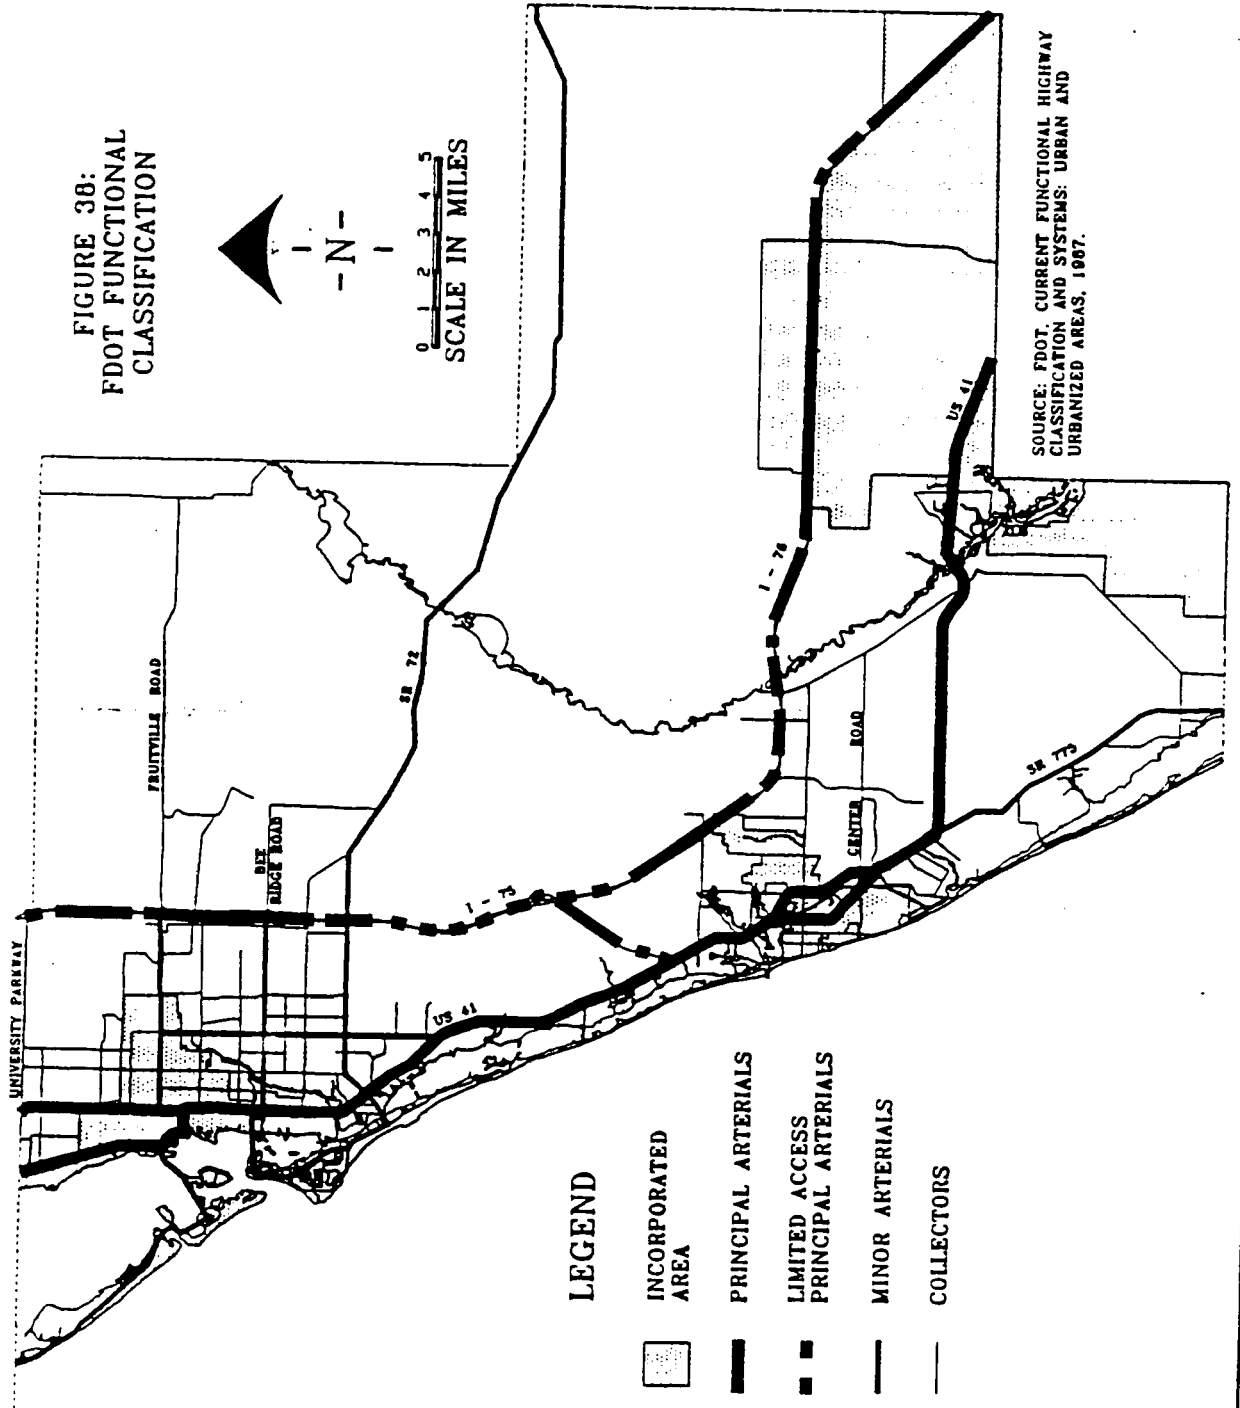 FIGURE 38:
FDOT FUNCTIONAL
CLASSIFICATION
-N-
0 1 2 3 4 5
SCALE IN MILES
UNIVERSITY PARKWAY
FRUITVILLE ROAD
BEE
RIDGE ROAD
SR 72
I - 75
US 41
I - 76
CENTER ROAD
US 41
SR 775
LEGEND
INCORPORATED
AREA
PRINCIPAL ARTERIALS
LIMITED ACCESS
PRINCIPAL ARTERIALS
MINOR ARTERIALS
COLLECTORS
SOURCE: FDOT, CURRENT FUNCTIONAL HIGHWAY
CLASSIFICATION AND SYSTEMS: URBAN AND
URBANIZED AREAS, 1987.